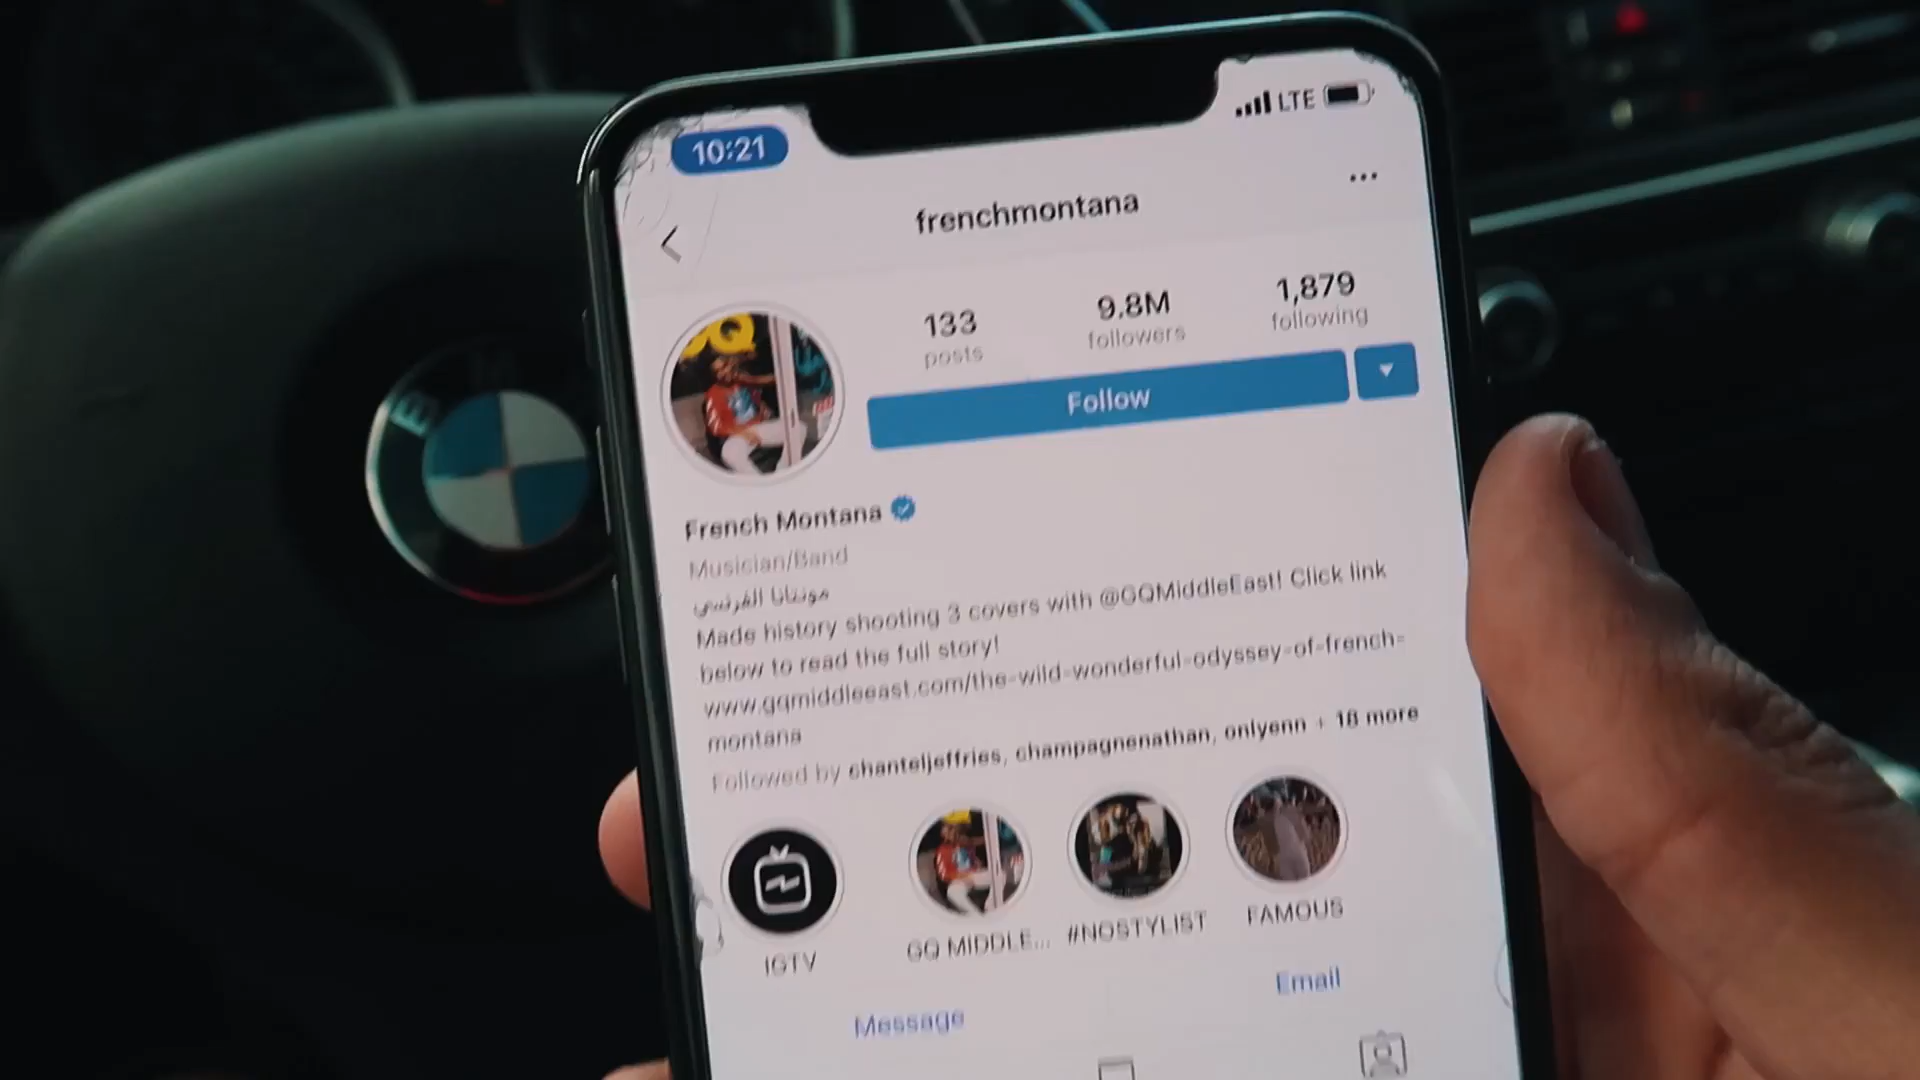 10:21
LTE
frenchmontana
133
posts
9.8M
followers
1,879
following
Follow
French Montana
Musician/Band
مونتانا الفرنسي
Made history shooting 3 covers with @GQMiddleEast! Click link
below to read the full story!
www.gqmiddleeast.com/the-wild-wonderful-odyssey-of-french-
montana
Followed by chanteljeffries, champagnenathan, onlyenn + 18 more
IGTV
GQ MIDDLE...
#NOSTYLIST
FAMOUS
Message
Email